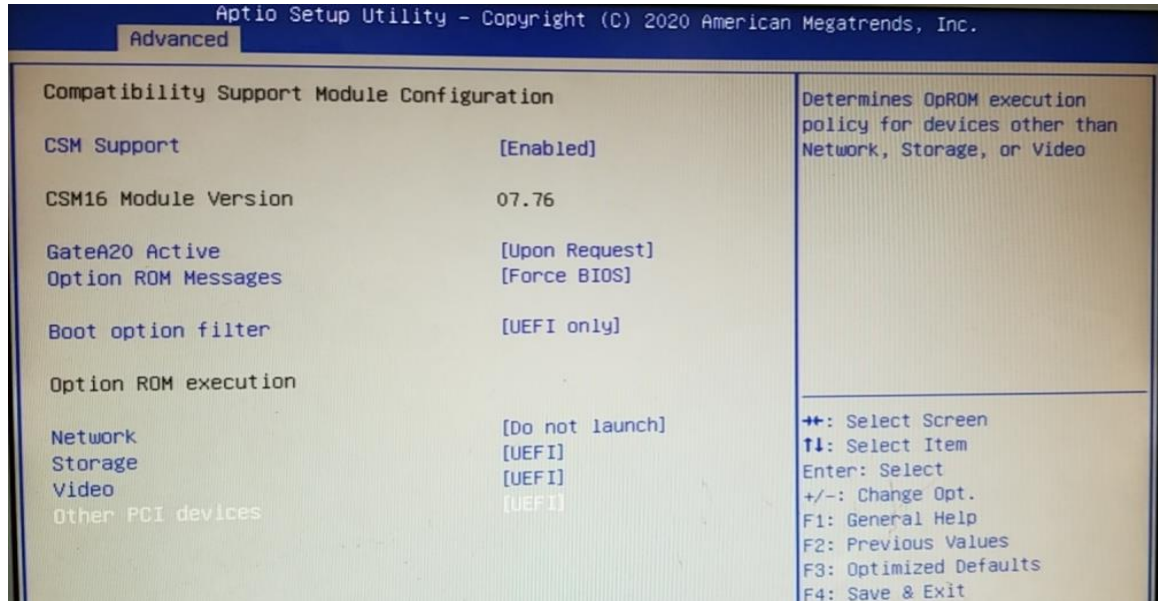 Aptio Setup Utility – Copyright (C) 2020 American Megatrends, Inc.
Advanced
Compatibility Support Module Configuration
CSM Support [Enabled]
CSM16 Module Version 07.76
GateA20 Active [Upon Request]
Option ROM Messages [Force BIOS]
Boot option filter [UEFI only]
Option ROM execution
Network [Do not launch]
Storage [UEFI]
Video [UEFI]
Other PCI devices [UEFI]
Determines OpROM execution
policy for devices other than
Network, Storage, or Video
→←: Select Screen
↑↓: Select Item
Enter: Select
+/-: Change Opt.
F1: General Help
F2: Previous Values
F3: Optimized Defaults
F4: Save & Exit